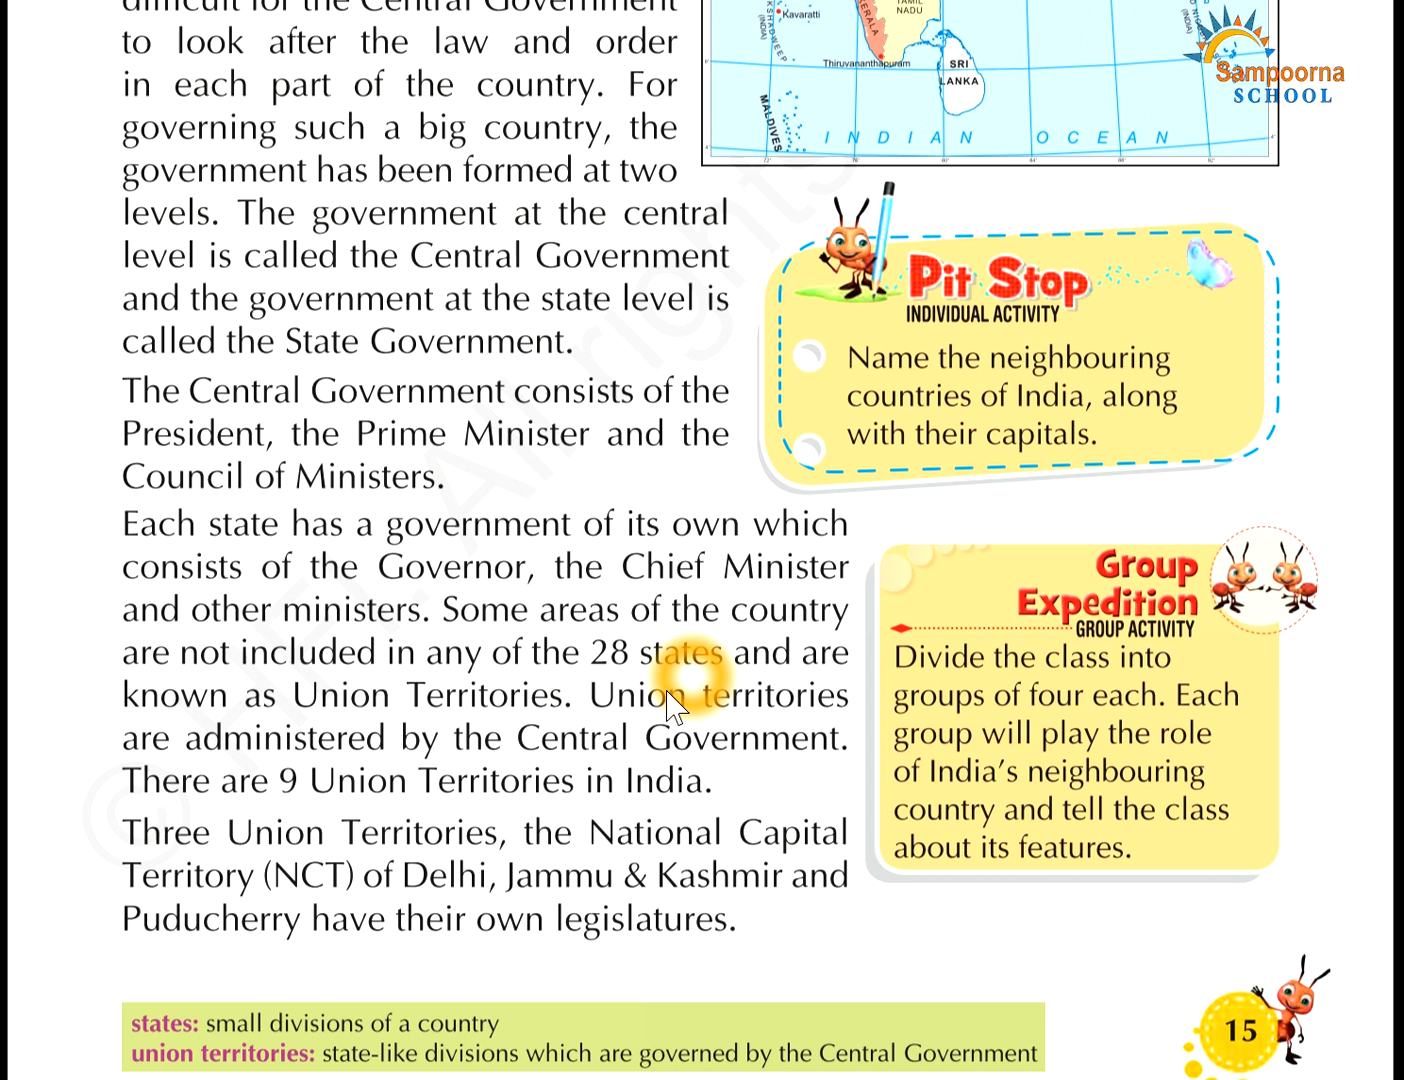 difficult for the Central Government
to look after the law and order
in each part of the country. For
governing such a big country, the
government has been formed at two
levels. The government at the central
level is called the Central Government
and the government at the state level is
called the State Government.
The Central Government consists of the
President, the Prime Minister and the
Council of Ministers.
Each state has a government of its own which
consists of the Governor, the Chief Minister
and other ministers. Some areas of the country
are not included in any of the 28 states and are
known as Union Territories. Union territories
are administered by the Central Government.
There are 9 Union Territories in India.
Three Union Territories, the National Capital
Territory (NCT) of Delhi, Jammu & Kashmir and
Puducherry have their own legislatures.
Kavaratti
KERALA
TAMIL
NADU
Thiruvananthapuram
SRI
LANKA
MALDIVES
INDIAN OCEAN
Sampoorna
SCHOOL
Pit Stop
INDIVIDUAL ACTIVITY
Name the neighbouring
countries of India, along
with their capitals.
Group
Expedition
GROUP ACTIVITY
Divide the class into
groups of four each. Each
group will play the role
of India's neighbouring
country and tell the class
about its features.
states: small divisions of a country
union territories: state-like divisions which are governed by the Central Government
15